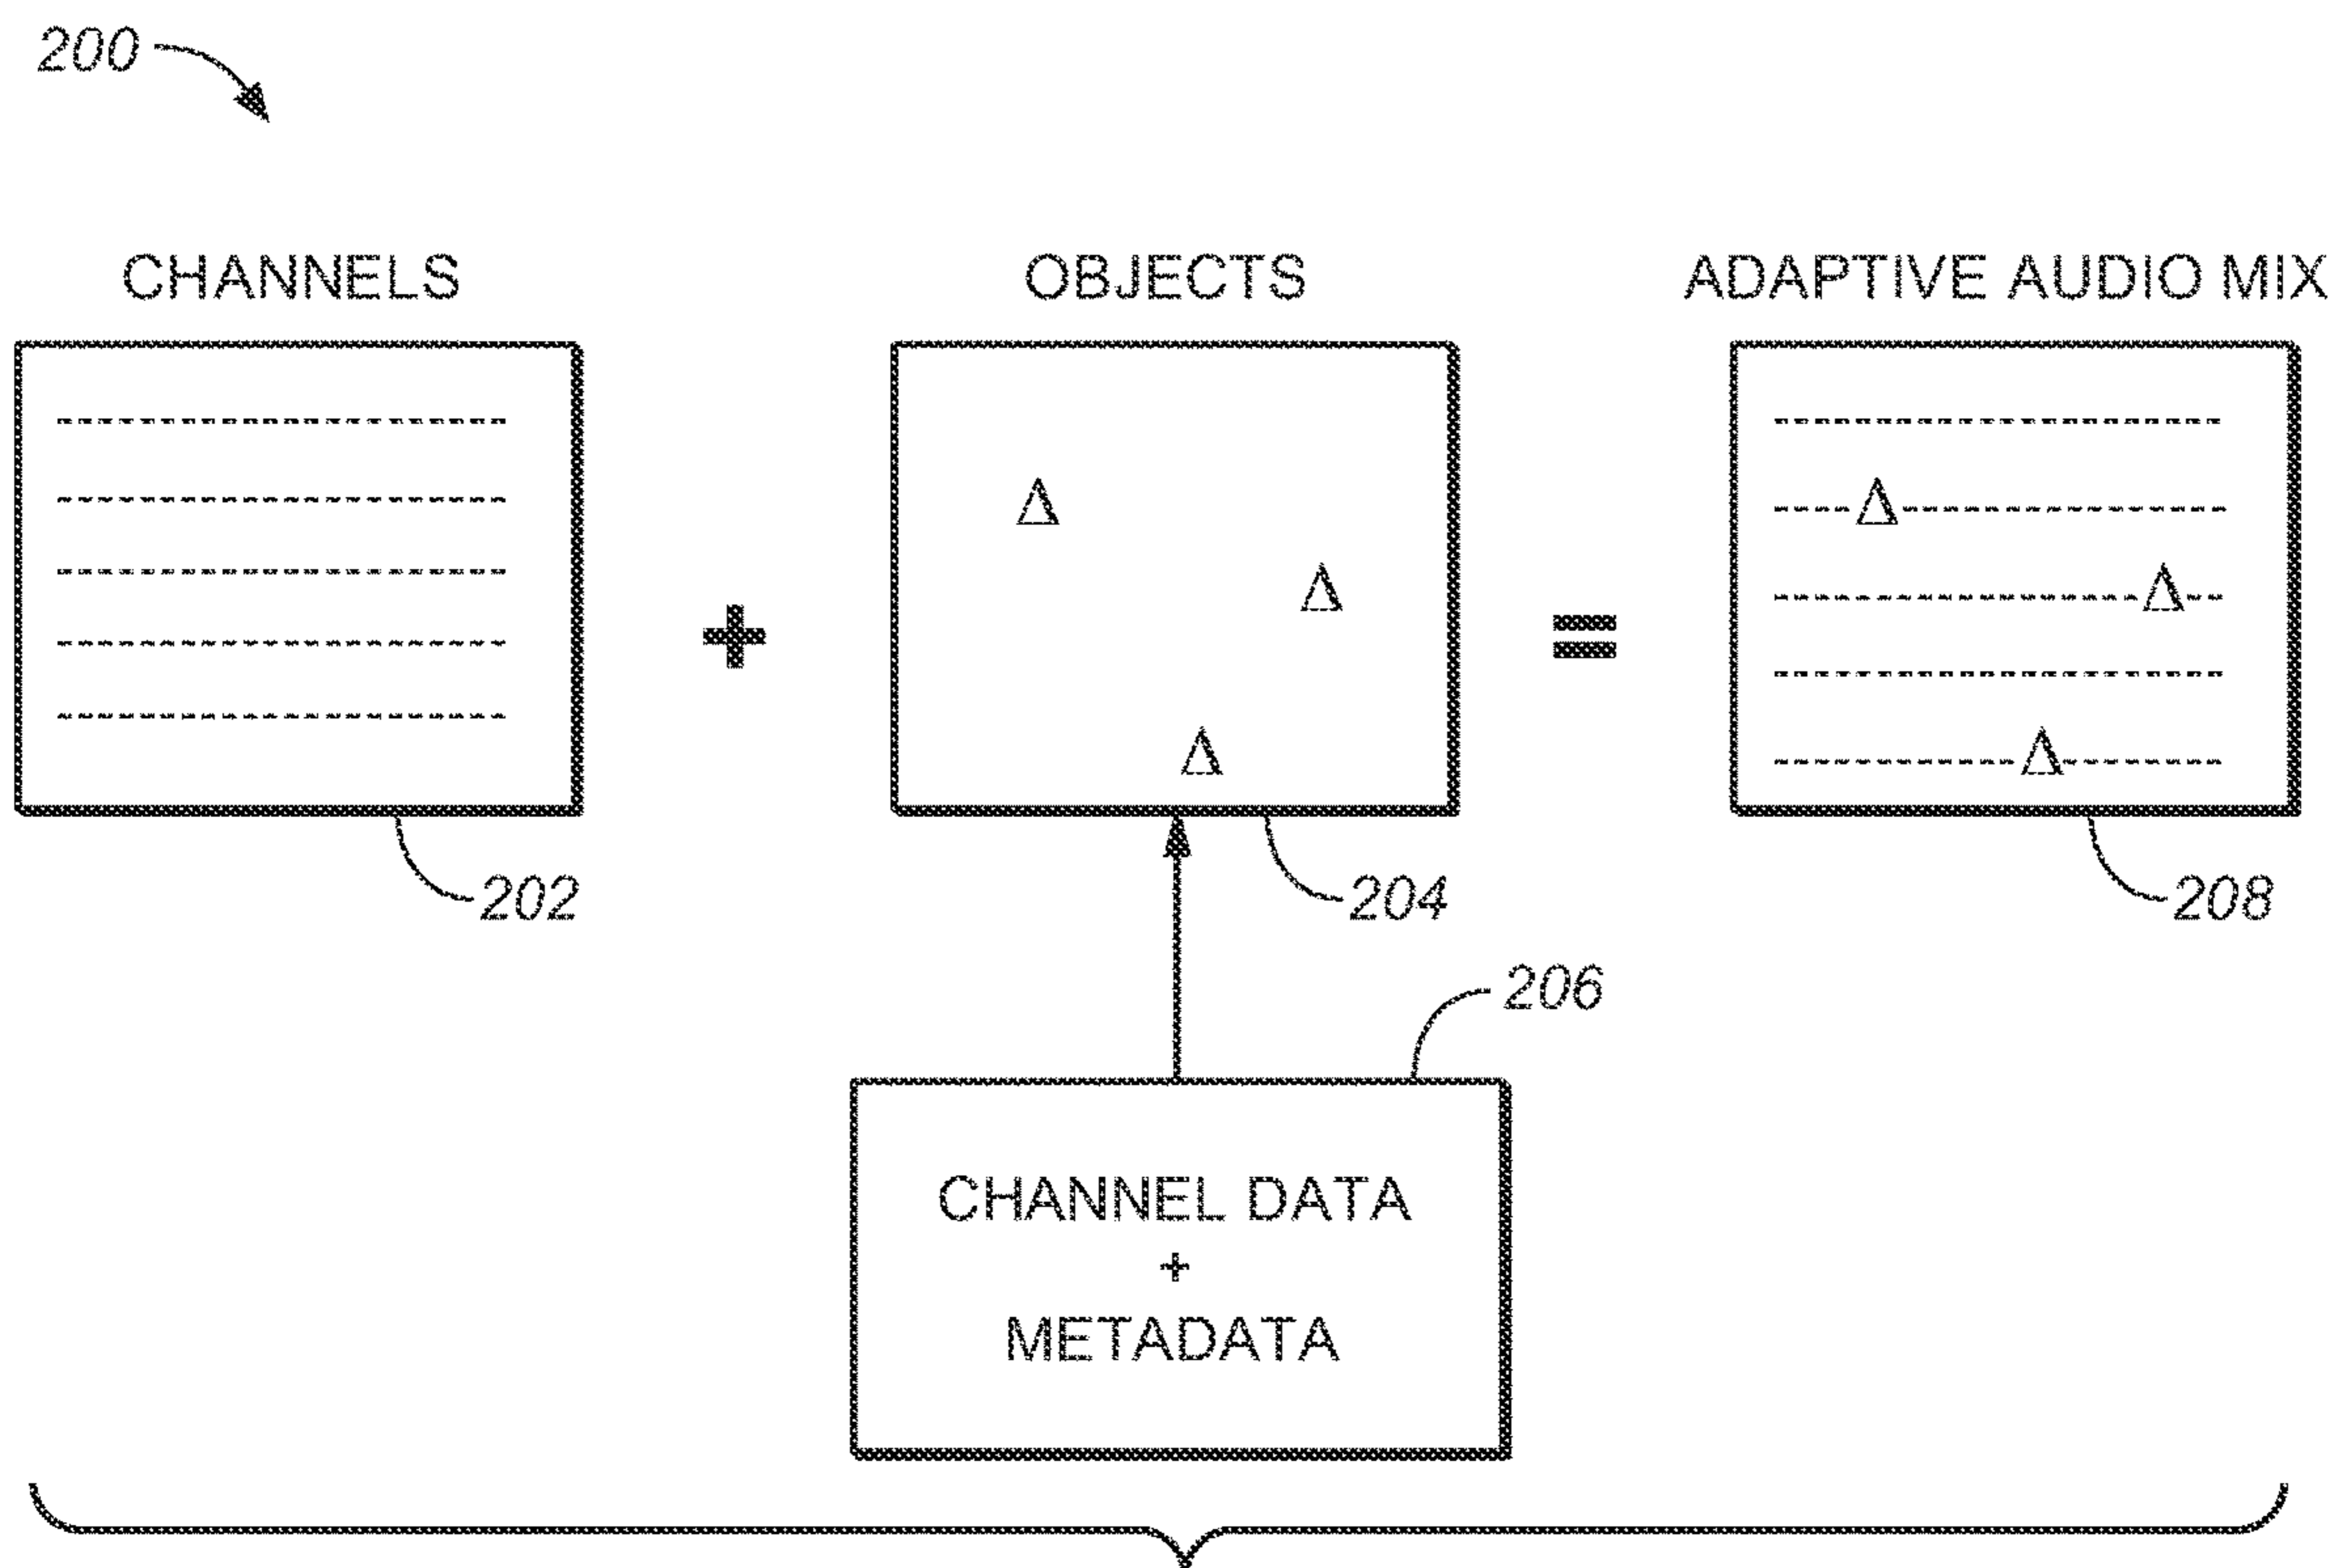 200
CHANNELS
OBJECTS
ADAPTIVE AUDIO MIX
+
=
202
204
208
206
CHANNEL DATA
+
METADATA